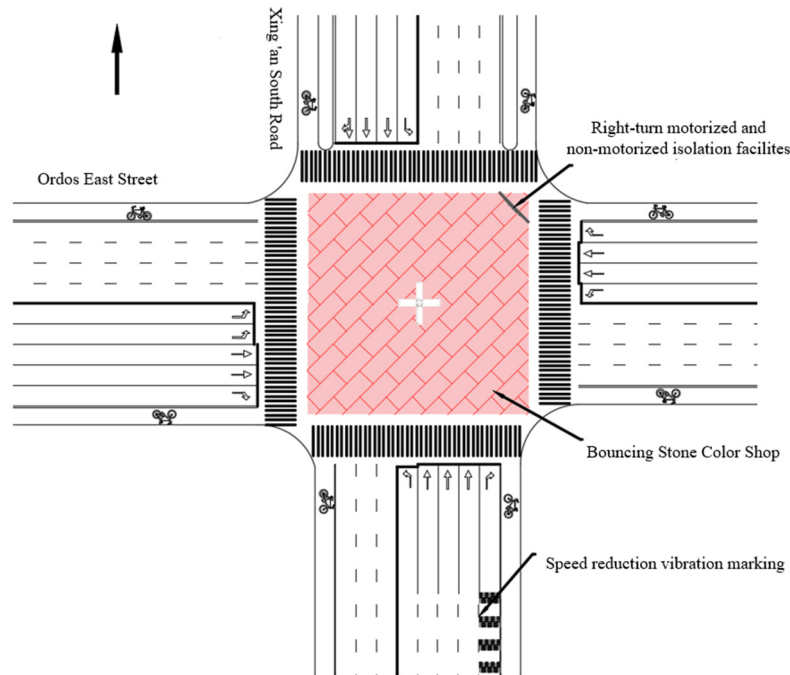 Xing 'an South Road
Right-turn motorized and
non-motorized isolation facilites
Ordos East Street
Bouncing Stone Color Shop
Speed reduction vibration marking